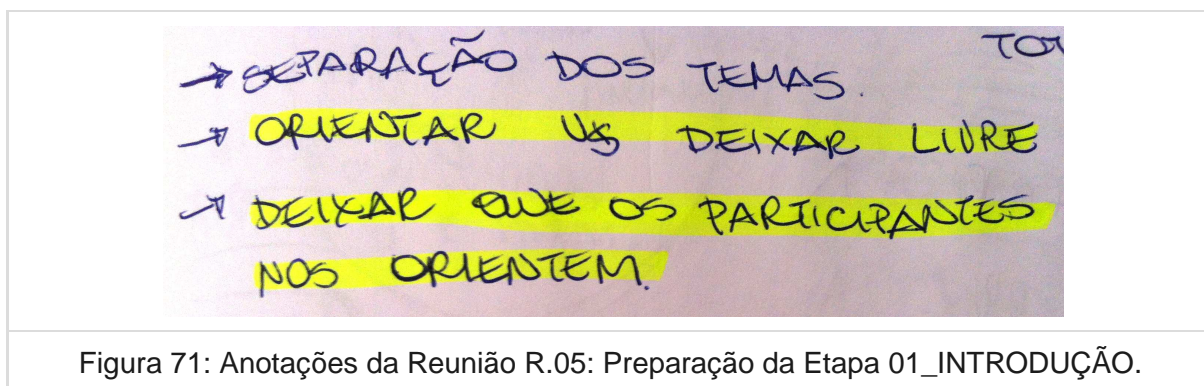 → SEPARAÇÃO DOS TEMAS. TOT
→ ORIENTAR VS DEIXAR LIVRE
→ DEIXAR QUE OS PARTICIPANTES
NOS ORIENTEM.
Figura 71: Anotações da Reunião R.05: Preparação da Etapa 01_INTRODUÇÃO.